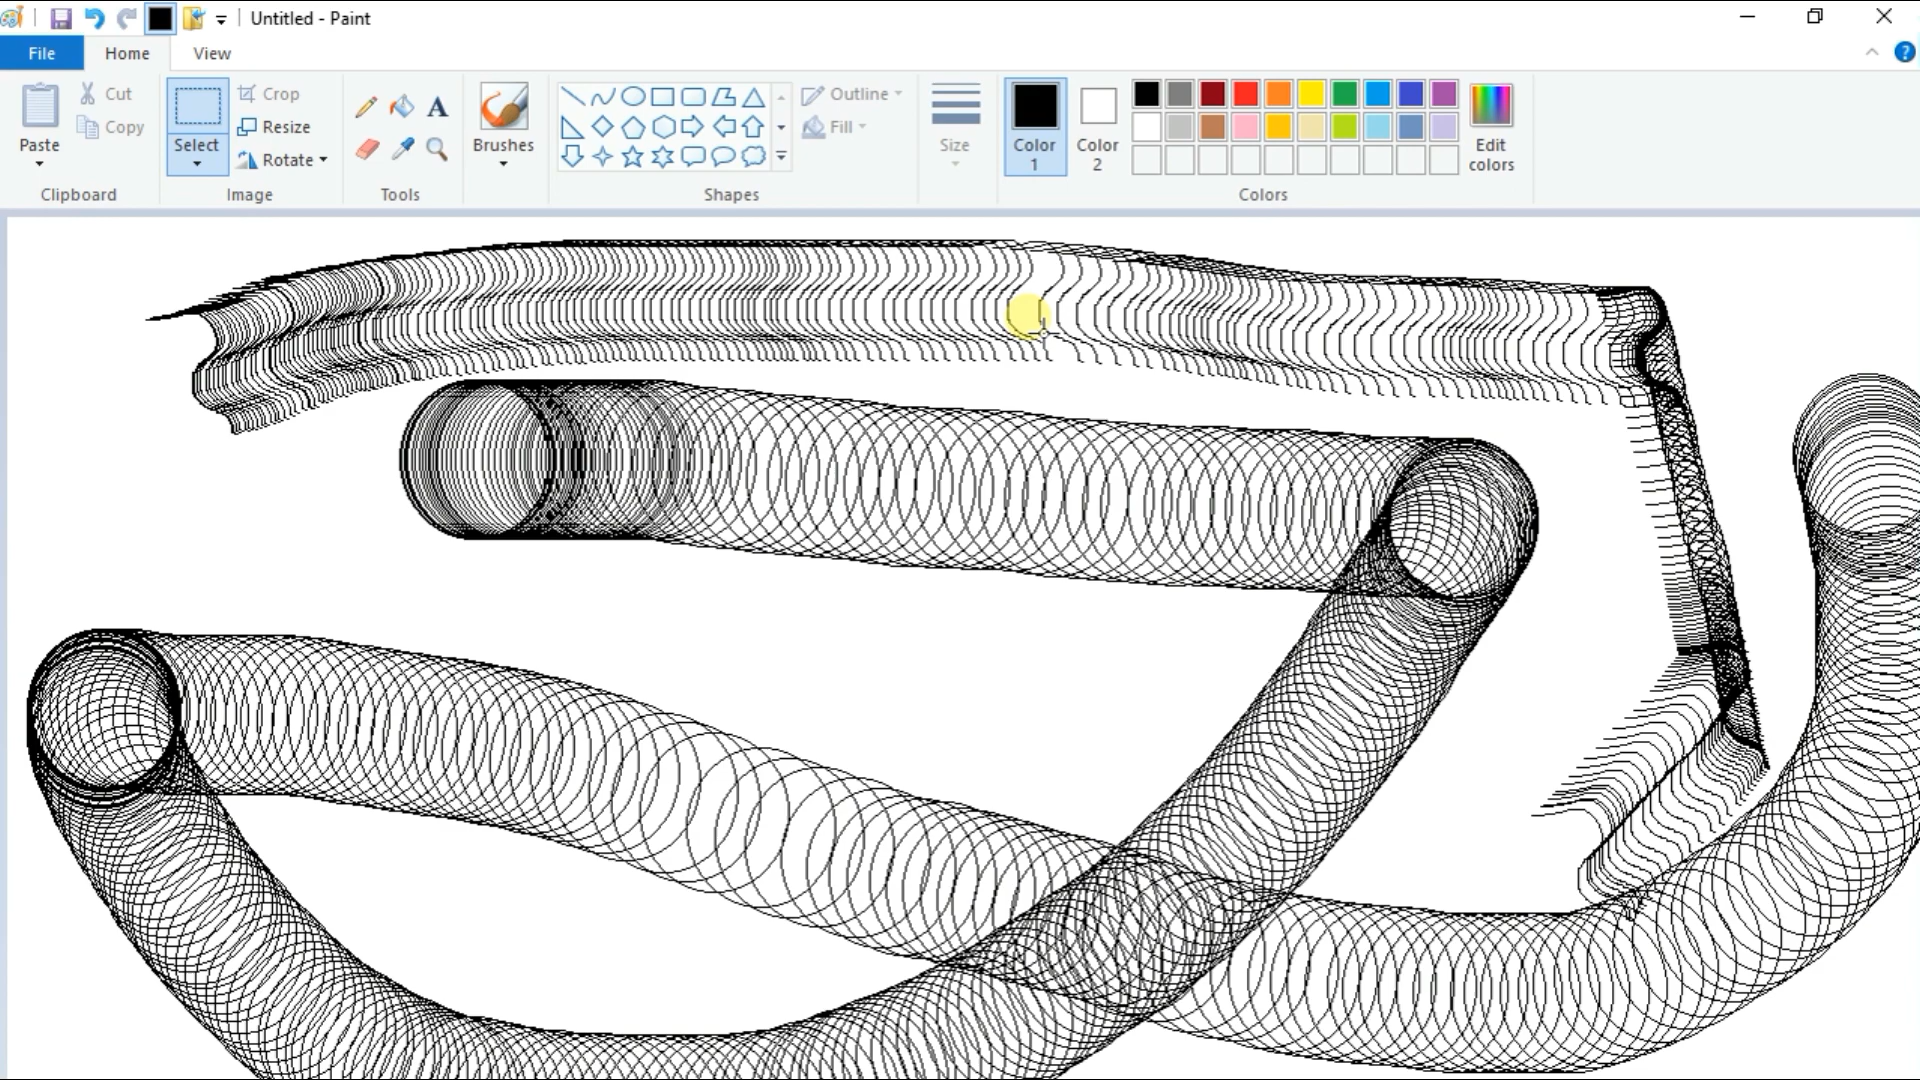 Untitled - Paint
File Home View
Paste Cut Copy
Clipboard
Select Crop Resize Rotate
Image
A
Tools
Brushes
Outline Fill
Shapes
Size
Color 1 Color 2 Edit colors
Colors
?